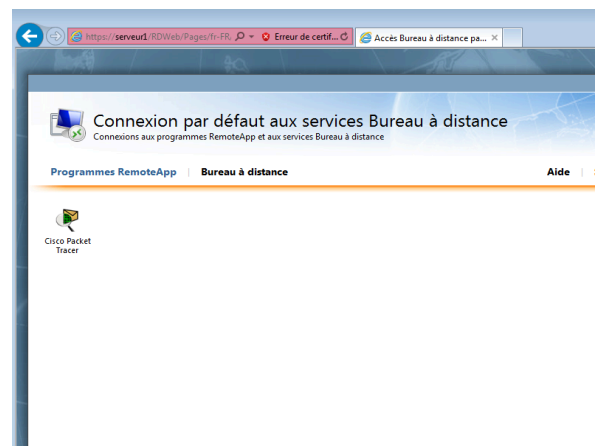 https://serveur1/RDWeb/Pages/fr-FR. Erreur de certif... Accès Bureau à distance pa...
Connexion par défaut aux services Bureau à distance
Connexions aux programmes RemoteApp et aux services Bureau à distance
Programmes RemoteApp Bureau à distance Aide
Cisco Packet
Tracer